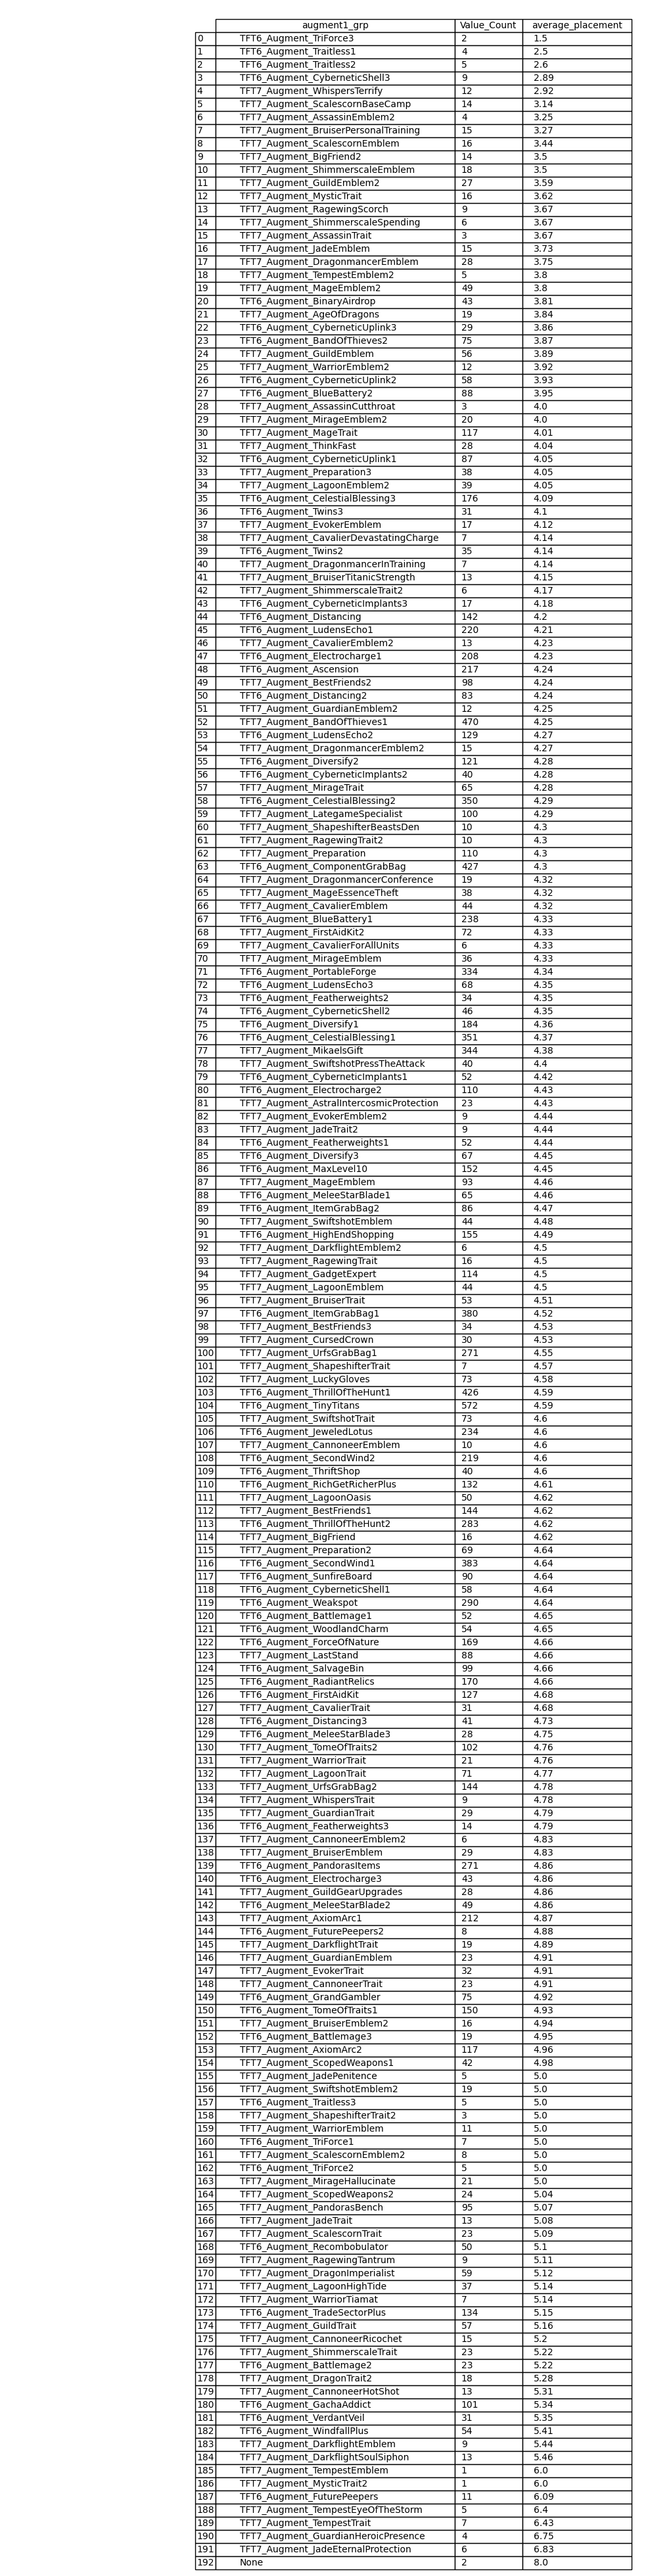 augment1_grp Value_Count average_placement
0 TFT6_Augment_TriForce3 2 1.5
1 TFT6_Augment_Traitless1 4 2.5
2 TFT6_Augment_Traitless2 5 2.6
3 TFT6_Augment_CyberneticShell3 9 2.89
4 TFT7_Augment_WhispersTerrify 12 2.92
5 TFT7_Augment_ScalescornBaseCamp 14 3.14
6 TFT7_Augment_AssassinEmblem2 4 3.25
7 TFT7_Augment_BruiserPersonalTraining 15 3.27
8 TFT7_Augment_ScalescornEmblem 16 3.44
9 TFT7_Augment_BigFriend2 14 3.5
10 TFT7_Augment_ShimmerscaleEmblem 18 3.5
11 TFT7_Augment_GuildEmblem2 27 3.59
12 TFT7_Augment_MysticTrait 16 3.62
13 TFT7_Augment_RagewingScorch 9 3.67
14 TFT7_Augment_ShimmerscaleSpending 6 3.67
15 TFT7_Augment_AssassinTrait 3 3.67
16 TFT7_Augment_JadeEmblem 15 3.73
17 TFT7_Augment_DragonmancerEmblem 28 3.75
18 TFT7_Augment_TempestEmblem2 5 3.8
19 TFT7_Augment_MageEmblem2 49 3.8
20 TFT6_Augment_BinaryAirdrop 43 3.81
21 TFT7_Augment_AgeOfDragons 19 3.84
22 TFT6_Augment_CyberneticUplink3 29 3.86
23 TFT6_Augment_BandOfThieves2 75 3.87
24 TFT7_Augment_GuildEmblem 56 3.89
25 TFT7_Augment_WarriorEmblem2 12 3.92
26 TFT6_Augment_CyberneticUplink2 58 3.93
27 TFT6_Augment_BlueBattery2 88 3.95
28 TFT7_Augment_AssassinCutthroat 3 4.0
29 TFT7_Augment_MirageEmblem2 20 4.0
30 TFT7_Augment_MageTrait 117 4.01
31 TFT7_Augment_ThinkFast 28 4.04
32 TFT6_Augment_CyberneticUplink1 87 4.05
33 TFT7_Augment_Preparation3 38 4.05
34 TFT7_Augment_LagoonEmblem2 39 4.05
35 TFT6_Augment_CelestialBlessing3 176 4.09
36 TFT6_Augment_Twins3 31 4.1
37 TFT7_Augment_EvokerEmblem 17 4.12
38 TFT7_Augment_CavalierDevastatingCharge 7 4.14
39 TFT6_Augment_Twins2 35 4.14
40 TFT7_Augment_DragonmancerInTraining 7 4.14
41 TFT7_Augment_BruiserTitanicStrength 13 4.15
42 TFT7_Augment_ShimmerscaleTrait2 6 4.17
43 TFT6_Augment_CyberneticImplants3 17 4.18
44 TFT6_Augment_Distancing 142 4.2
45 TFT6_Augment_LudensEcho1 220 4.21
46 TFT7_Augment_CavalierEmblem2 13 4.23
47 TFT6_Augment_Electrocharge1 208 4.23
48 TFT6_Augment_Ascension 217 4.24
49 TFT7_Augment_BestFriends2 98 4.24
50 TFT6_Augment_Distancing2 83 4.24
51 TFT7_Augment_GuardianEmblem2 12 4.25
52 TFT7_Augment_BandOfThieves1 470 4.25
53 TFT6_Augment_LudensEcho2 129 4.27
54 TFT7_Augment_DragonmancerEmblem2 15 4.27
55 TFT6_Augment_Diversify2 121 4.28
56 TFT6_Augment_CyberneticImplants2 40 4.28
57 TFT7_Augment_MirageTrait 65 4.28
58 TFT6_Augment_CelestialBlessing2 350 4.29
59 TFT7_Augment_LategameSpecialist 100 4.29
60 TFT7_Augment_ShapeshifterBeastsDen 10 4.3
61 TFT7_Augment_RagewingTrait2 10 4.3
62 TFT7_Augment_Preparation 110 4.3
63 TFT6_Augment_ComponentGrabBag 427 4.3
64 TFT7_Augment_DragonmancerConference 19 4.32
65 TFT7_Augment_MageEssenceTheft 38 4.32
66 TFT7_Augment_CavalierEmblem 44 4.32
67 TFT6_Augment_BlueBattery1 238 4.33
68 TFT7_Augment_FirstAidKit2 72 4.33
69 TFT7_Augment_CavalierForAllUnits 6 4.33
70 TFT7_Augment_MirageEmblem 36 4.33
71 TFT6_Augment_PortableForge 334 4.34
72 TFT6_Augment_LudensEcho3 68 4.35
73 TFT6_Augment_Featherweights2 34 4.35
74 TFT6_Augment_CyberneticShell2 46 4.35
75 TFT6_Augment_Diversify1 184 4.36
76 TFT6_Augment_CelestialBlessing1 351 4.37
77 TFT7_Augment_MikaelsGift 344 4.38
78 TFT7_Augment_SwiftshotPressTheAttack 40 4.4
79 TFT6_Augment_CyberneticImplants1 52 4.42
80 TFT6_Augment_Electrocharge2 110 4.43
81 TFT7_Augment_AstralIntercosmicProtection 23 4.43
82 TFT7_Augment_EvokerEmblem2 9 4.44
83 TFT7_Augment_JadeTrait2 9 4.44
84 TFT6_Augment_Featherweights1 52 4.44
85 TFT6_Augment_Diversify3 67 4.45
86 TFT6_Augment_MaxLevel10 152 4.45
87 TFT7_Augment_MageEmblem 93 4.46
88 TFT6_Augment_MeleeStarBlade1 65 4.46
89 TFT6_Augment_ItemGrabBag2 86 4.47
90 TFT7_Augment_SwiftshotEmblem 44 4.48
91 TFT6_Augment_HighEndShopping 155 4.49
92 TFT7_Augment_DarkflightEmblem2 6 4.5
93 TFT7_Augment_RagewingTrait 16 4.5
94 TFT7_Augment_GadgetExpert 114 4.5
95 TFT7_Augment_LagoonEmblem 44 4.5
96 TFT7_Augment_BruiserTrait 53 4.51
97 TFT6_Augment_ItemGrabBag1 380 4.52
98 TFT7_Augment_BestFriends3 34 4.53
99 TFT7_Augment_CursedCrown 30 4.53
100 TFT7_Augment_UrfsGrabBag1 271 4.55
101 TFT7_Augment_ShapeshifterTrait 7 4.57
102 TFT7_Augment_LuckyGloves 73 4.58
103 TFT6_Augment_ThrillOfTheHunt1 426 4.59
104 TFT6_Augment_TinyTitans 572 4.59
105 TFT7_Augment_SwiftshotTrait 73 4.6
106 TFT6_Augment_JeweledLotus 234 4.6
107 TFT7_Augment_CannoneerEmblem 10 4.6
108 TFT6_Augment_SecondWind2 219 4.6
109 TFT6_Augment_ThriftShop 40 4.6
110 TFT6_Augment_RichGetRicherPlus 132 4.61
111 TFT7_Augment_LagoonOasis 50 4.62
112 TFT7_Augment_BestFriends1 144 4.62
113 TFT6_Augment_ThrillOfTheHunt2 283 4.62
114 TFT7_Augment_BigFriend 16 4.62
115 TFT7_Augment_Preparation2 69 4.64
116 TFT6_Augment_SecondWind1 383 4.64
117 TFT6_Augment_SunfireBoard 90 4.64
118 TFT6_Augment_CyberneticShell1 58 4.64
119 TFT6_Augment_Weakspot 290 4.64
120 TFT6_Augment_Battlemage1 52 4.65
121 TFT6_Augment_WoodlandCharm 54 4.65
122 TFT6_Augment_ForceOfNature 169 4.66
123 TFT7_Augment_LastStand 88 4.66
124 TFT6_Augment_SalvageBin 99 4.66
125 TFT6_Augment_RadiantRelics 170 4.66
126 TFT6_Augment_FirstAidKit 127 4.68
127 TFT7_Augment_CavalierTrait 31 4.68
128 TFT6_Augment_Distancing3 41 4.73
129 TFT6_Augment_MeleeStarBlade3 28 4.75
130 TFT7_Augment_TomeOfTraits2 102 4.76
131 TFT7_Augment_WarriorTrait 21 4.76
132 TFT7_Augment_LagoonTrait 71 4.77
133 TFT7_Augment_UrfsGrabBag2 144 4.78
134 TFT7_Augment_WhispersTrait 9 4.78
135 TFT7_Augment_GuardianTrait 29 4.79
136 TFT6_Augment_Featherweights3 14 4.79
137 TFT7_Augment_CannoneerEmblem2 6 4.83
138 TFT7_Augment_BruiserEmblem 29 4.83
139 TFT6_Augment_PandorasItems 271 4.86
140 TFT6_Augment_Electrocharge3 43 4.86
141 TFT7_Augment_GuildGearUpgrades 28 4.86
142 TFT6_Augment_MeleeStarBlade2 49 4.86
143 TFT7_Augment_AxiomArc1 212 4.87
144 TFT6_Augment_FuturePeepers2 8 4.88
145 TFT7_Augment_DarkflightTrait 19 4.89
146 TFT7_Augment_GuardianEmblem 23 4.91
147 TFT7_Augment_EvokerTrait 32 4.91
148 TFT7_Augment_CannoneerTrait 23 4.91
149 TFT6_Augment_GrandGambler 75 4.92
150 TFT6_Augment_TomeOfTraits1 150 4.93
151 TFT7_Augment_BruiserEmblem2 16 4.94
152 TFT6_Augment_Battlemage3 19 4.95
153 TFT7_Augment_AxiomArc2 117 4.96
154 TFT7_Augment_ScopedWeapons1 42 4.98
155 TFT7_Augment_JadePenitence 5 5.0
156 TFT7_Augment_SwiftshotEmblem2 19 5.0
157 TFT6_Augment_Traitless3 5 5.0
158 TFT7_Augment_ShapeshifterTrait2 3 5.0
159 TFT7_Augment_WarriorEmblem 11 5.0
160 TFT6_Augment_TriForce1 7 5.0
161 TFT7_Augment_ScalescornEmblem2 8 5.0
162 TFT6_Augment_TriForce2 5 5.0
163 TFT7_Augment_MirageHallucinate 21 5.0
164 TFT7_Augment_ScopedWeapons2 24 5.04
165 TFT7_Augment_PandorasBench 95 5.07
166 TFT7_Augment_JadeTrait 13 5.08
167 TFT7_Augment_ScalescornTrait 23 5.09
168 TFT6_Augment_Recombobulator 50 5.1
169 TFT7_Augment_RagewingTantrum 9 5.11
170 TFT7_Augment_DragonImperialist 59 5.12
171 TFT7_Augment_LagoonHighTide 37 5.14
172 TFT7_Augment_WarriorTiamat 7 5.14
173 TFT6_Augment_TradeSectorPlus 134 5.15
174 TFT7_Augment_GuildTrait 57 5.16
175 TFT7_Augment_CannoneerRicochet 15 5.2
176 TFT7_Augment_ShimmerscaleTrait 23 5.22
177 TFT6_Augment_Battlemage2 23 5.22
178 TFT7_Augment_DragonTrait2 18 5.28
179 TFT7_Augment_CannoneerHotShot 13 5.31
180 TFT6_Augment_GachaAddict 101 5.34
181 TFT6_Augment_VerdantVeil 31 5.35
182 TFT6_Augment_WindfallPlus 54 5.41
183 TFT7_Augment_DarkflightEmblem 9 5.44
184 TFT7_Augment_DarkflightSoulSiphon 13 5.46
185 TFT7_Augment_TempestEmblem 1 6.0
186 TFT7_Augment_MysticTrait2 1 6.0
187 TFT6_Augment_FuturePeepers 11 6.09
188 TFT7_Augment_TempestEyeOfTheStorm 5 6.4
189 TFT7_Augment_TempestTrait 7 6.43
190 TFT7_Augment_GuardianHeroicPresence 4 6.75
191 TFT7_Augment_JadeEternalProtection 6 6.83
192 None 2 8.0